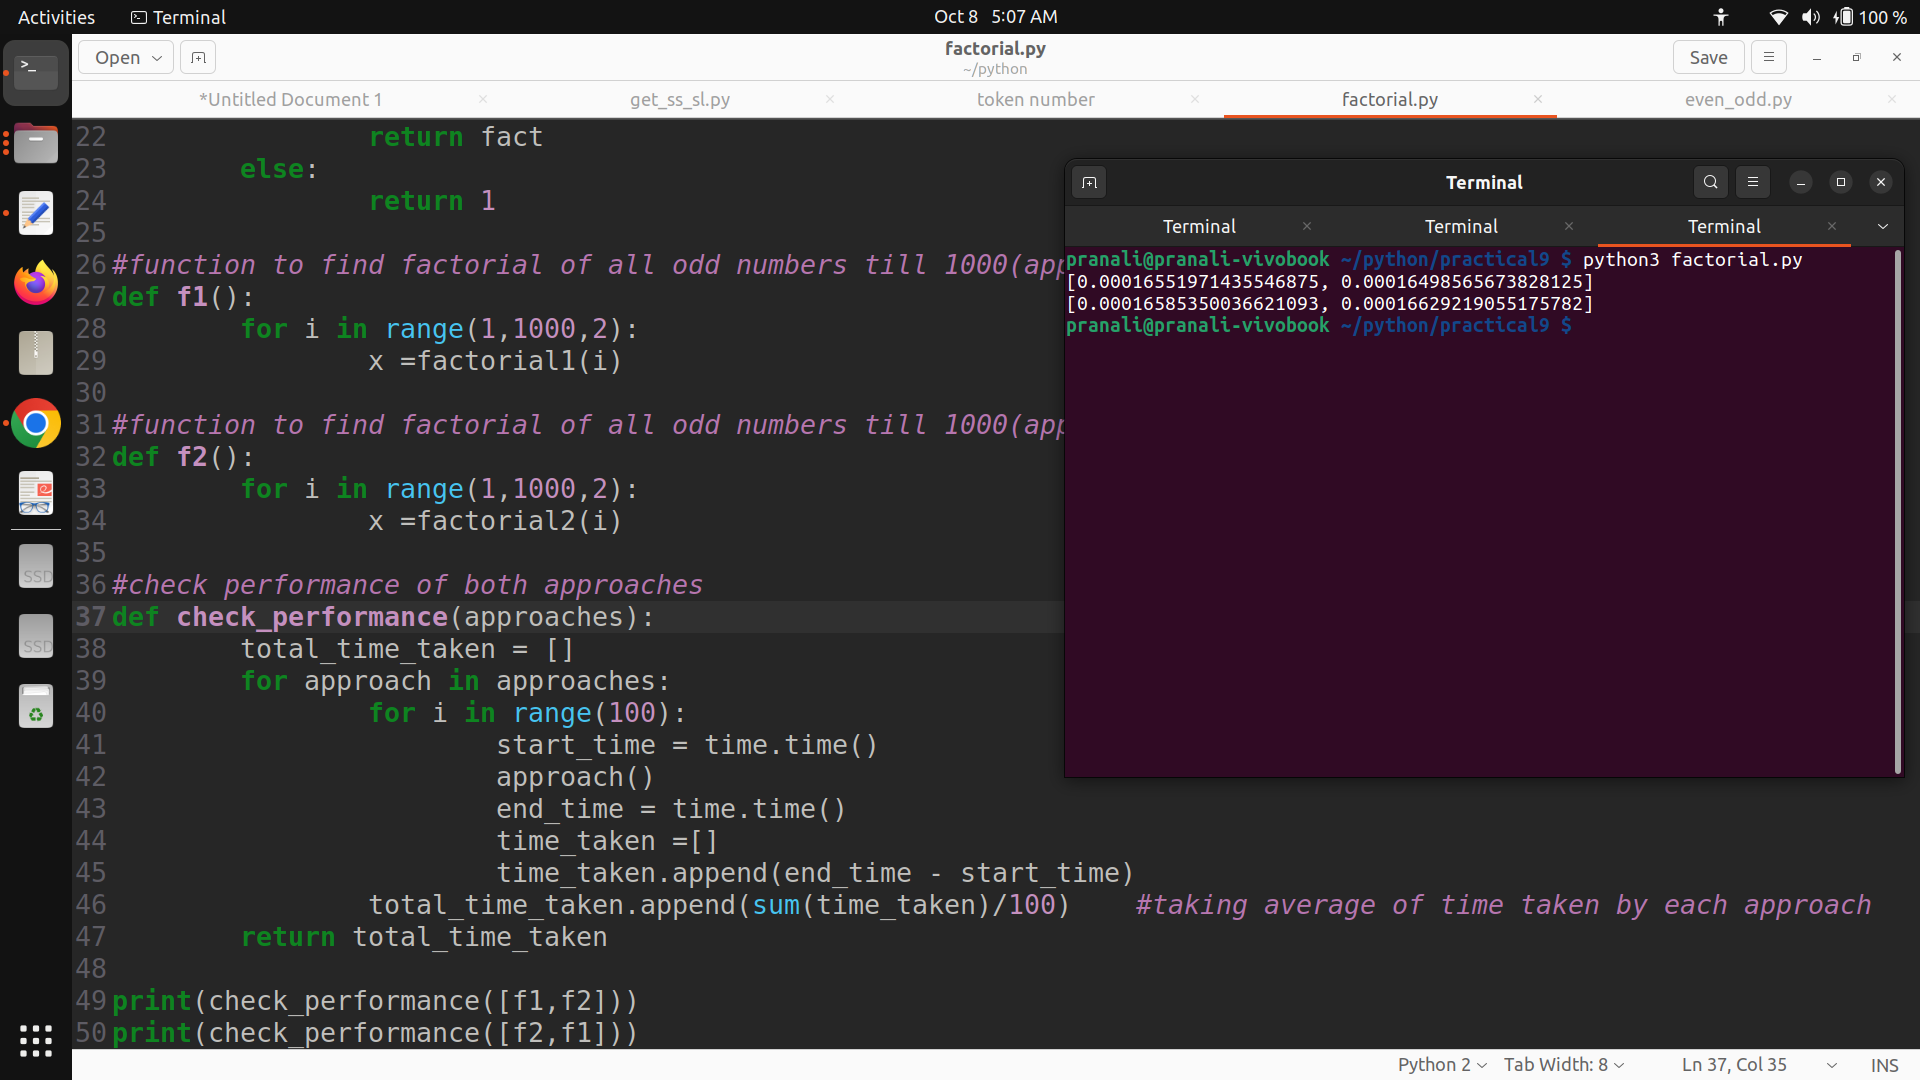 Activities
Terminal
Oct 8 5:07 AM
100 %
Open
factorial.py
~/python
Save
*Untitled Document 1
get_ss_sl.py
token number
factorial.py
even_odd.py
22 return fact
23 else:
24 return 1
25
26 #function to find factorial of all odd numbers till 1000(app
27 def f1():
28 for i in range(1,1000,2):
29 x =factorial1(i)
30
31 #function to find factorial of all odd numbers till 1000(app
32 def f2():
33 for i in range(1,1000,2):
34 x =factorial2(i)
35
36 #check performance of both approaches
37 def check_performance(approaches):
38 total_time_taken = []
39 for approach in approaches:
40 for i in range(100):
41 start_time = time.time()
42 approach()
43 end_time = time.time()
44 time_taken =[]
45 time_taken.append(end_time - start_time)
46 total_time_taken.append(sum(time_taken)/100) #taking average of time taken by each approach
47 return total_time_taken
48
49 print(check_performance([f1,f2]))
50 print(check_performance([f2,f1]))
Terminal
Terminal
Terminal
Terminal
pranali@pranali-vivobook ~/python/practical9 $ python3 factorial.py
[0.00016551971435546875, 0.00016498565673828125]
[0.00016585350036621093, 0.000166292190551757​82]
pranali@pranali-vivobook ~/python/practical9 $
SSD
SSD
Python 2
Tab Width: 8
Ln 37, Col 35
INS